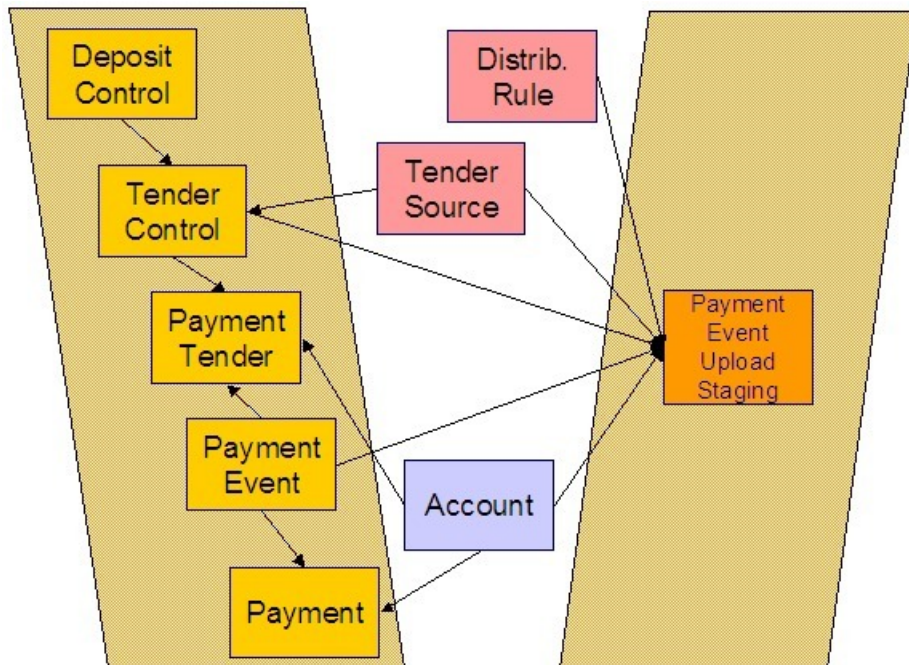 Deposit
Control
Distrib.
Rule
Tender
Source
Tender
Control
Payment
Tender
Payment
Event
Upload
Staging
Payment
Event
Account
Payment